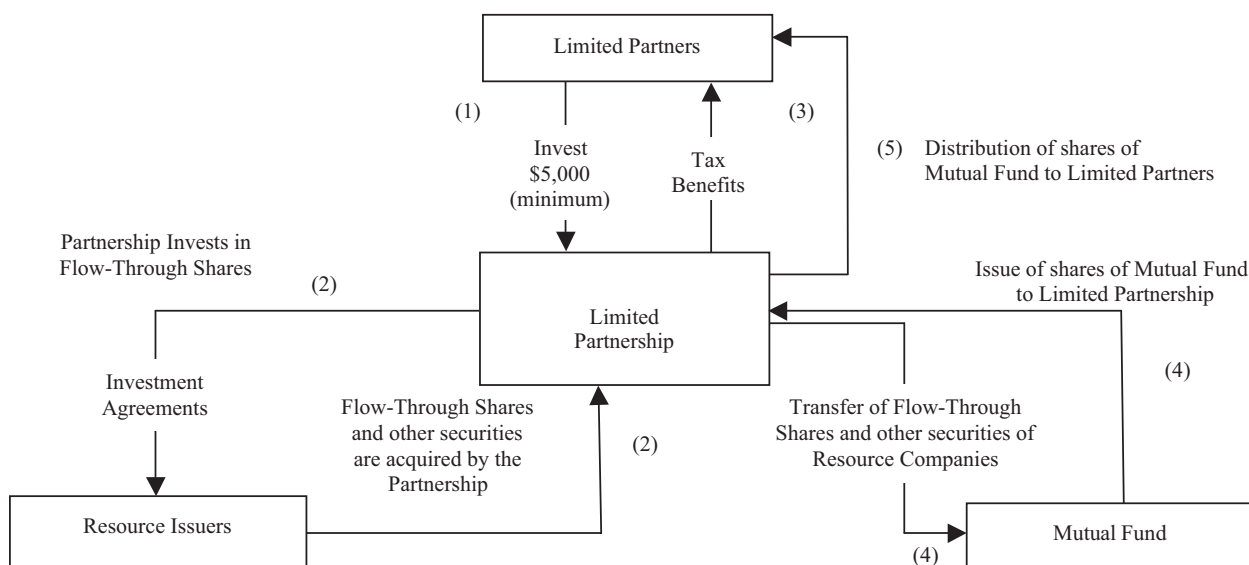 Limited Partners
(1)
(3)
Invest
$5,000
(minimum)
Tax
Benefits
(5) Distribution of shares of
Mutual Fund to Limited Partners
Partnership Invests in
Flow-Through Shares
(2)
Issue of shares of Mutual Fund
to Limited Partnership
Limited
Partnership
(4)
Investment
Agreements
Flow-Through Shares
and other securities
are acquired by the
Partnership
(2)
Transfer of Flow-Through
Shares and other securities of
Resource Companies
Resource Issuers
Mutual Fund
(4)